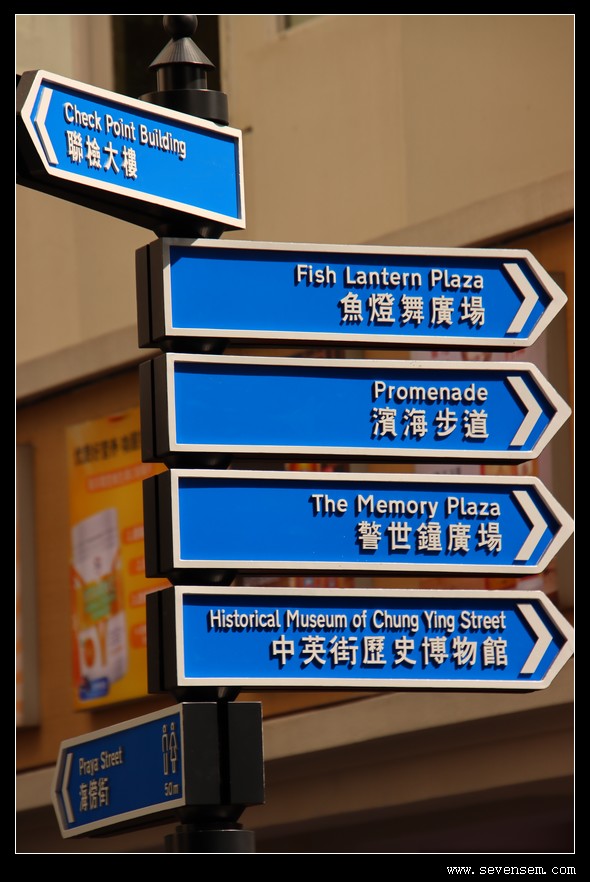 Check Point Building
聯檢大樓
Fish Lantern Plaza
魚燈舞廣場
Promenade
濱海步道
The Memory Plaza
警世鐘廣場
Historical Museum of Chung Ying Street
中英街歷史博物館
Praya Street
海傍街
50m
www.sevensem.com